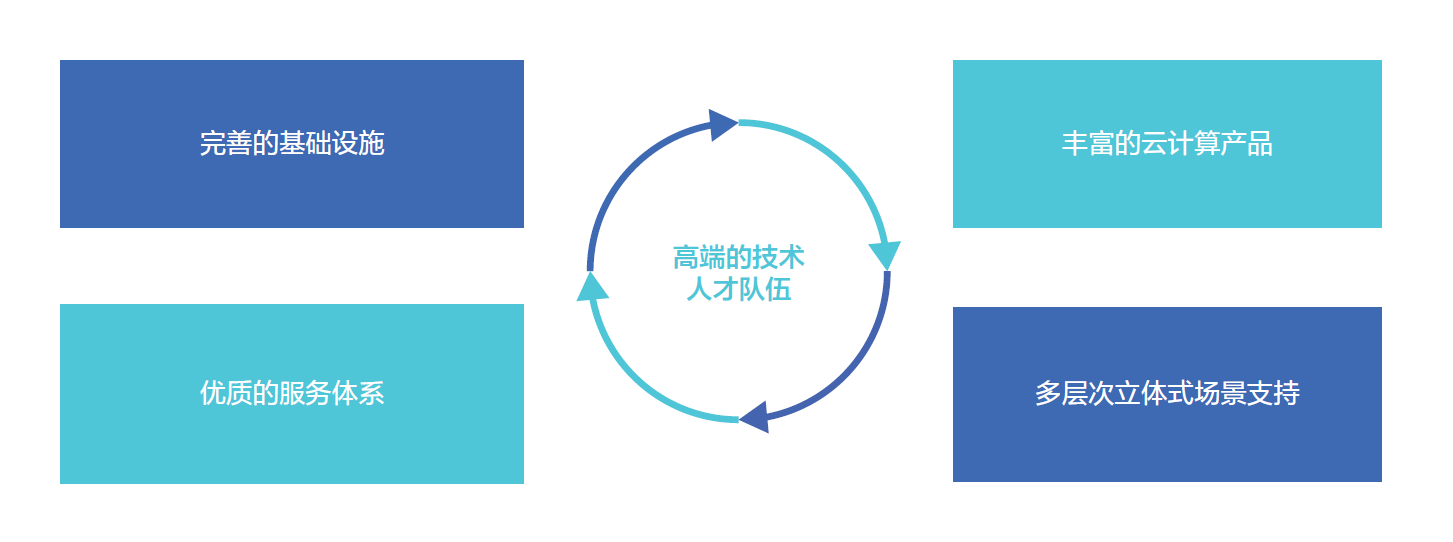 完善的基础设施
丰富的云计算产品
高端的技术
人才队伍
优质的服务体系
多层次立体式场景支持